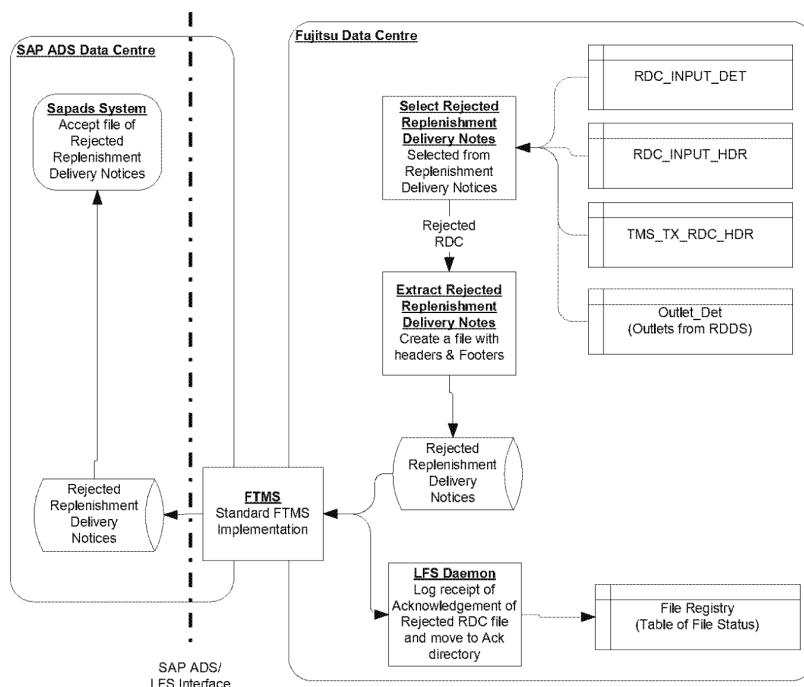 SAP ADS Data Centre
Sapads System
Accept file of
Rejected
Replenishment
Delivery Notices
Rejected
Replenishment
Delivery
Notices
SAP ADS/
LFS Interface
FTMS
Standard FTMS
Implementation
Fujitsu Data Centre
Select Rejected
Replenishment
Delivery Notes
Selected from
Replenishment
Delivery Notices
Rejected
RDC
Extract Rejected
Replenishment
Delivery Notes
Create a file with
headers & Footers
Rejected
Replenishment
Delivery
Notices
LFS Daemon
Log receipt of
Acknowledgement of
Rejected RDC file
and move to Ack
directory
RDC_INPUT_DET
RDC_INPUT_HDR
TMS_TX_RDC_HDR
Outlet_Det
(Outlets from RDDS)
File Registry
(Table of File Status)